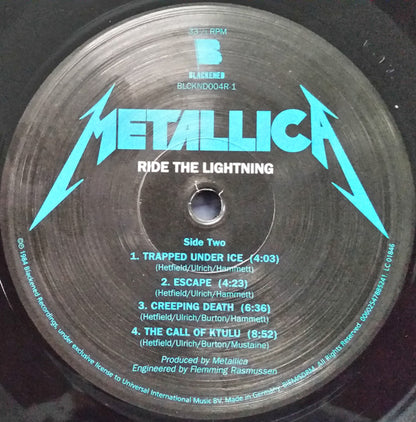 33⅓ RPM
B
BLACKENED
BLCKND004R-1
METALLICA
RIDE THE LIGHTNING
Side Two
1. TRAPPED UNDER ICE (4:03)
(Hetfield/Ulrich/Hammett)
2. ESCAPE (4:23)
(Hetfield/Ulrich/Hammett)
3. CREEPING DEATH (6:36)
(Hetfield/Ulrich/Burton/Hammett)
4. THE CALL OF KTULU (8:52)
(Hetfield/Ulrich/Burton/Mustaine)
Produced by Metallica
Engineered by Flemming Rasmussen
℗© 1984 Blackened Recordings, under exclusive license to Universal International Music BV. Made in Germany. BIEM/SDRM. All Rights Reserved. 00602547885241 LC 01846